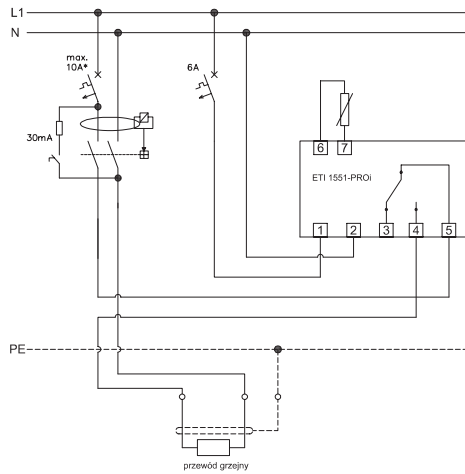 L1
N
max.
10A*
6A
30mA
6 7
ETI 1551-PROi
1 2 3 4 5
PE
przewód grzejny